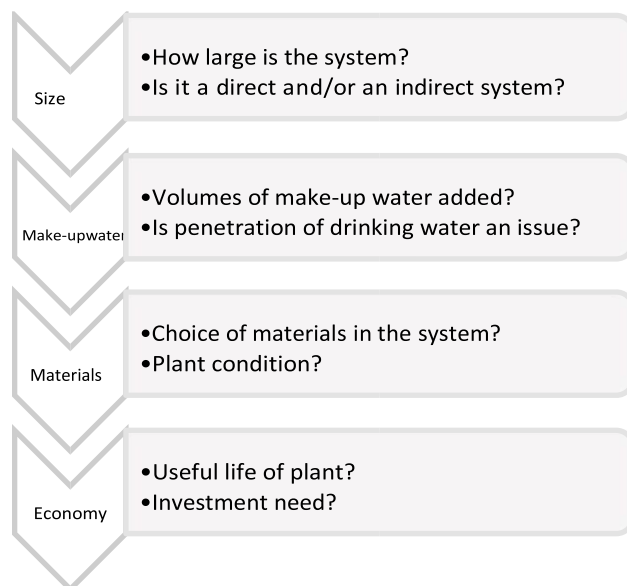 Size
•How large is the system?
•Is it a direct and/or an indirect system?
Make-upwater
•Volumes of make-up water added?
•Is penetration of drinking water an issue?
Materials
•Choice of materials in the system?
•Plant condition?
Economy
•Useful life of plant?
•Investment need?